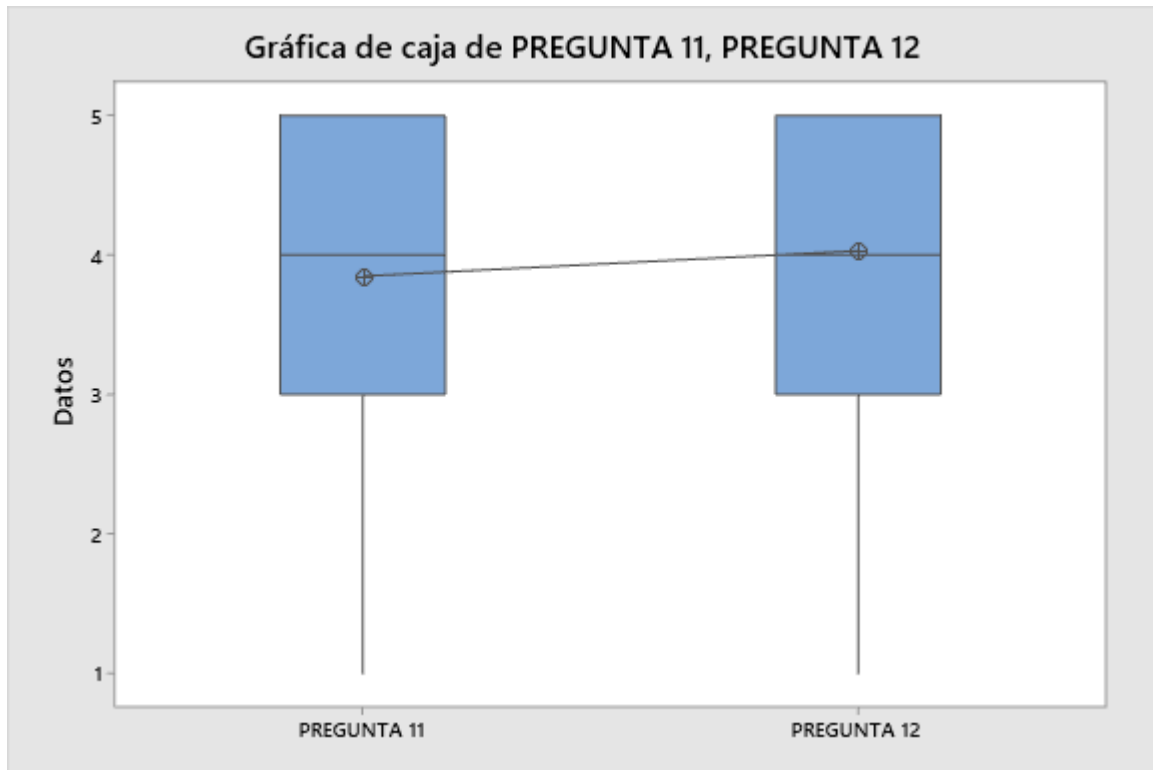 Gráfica de caja de PREGUNTA 11, PREGUNTA 12
Datos
5
4
3
2
1
PREGUNTA 11
PREGUNTA 12